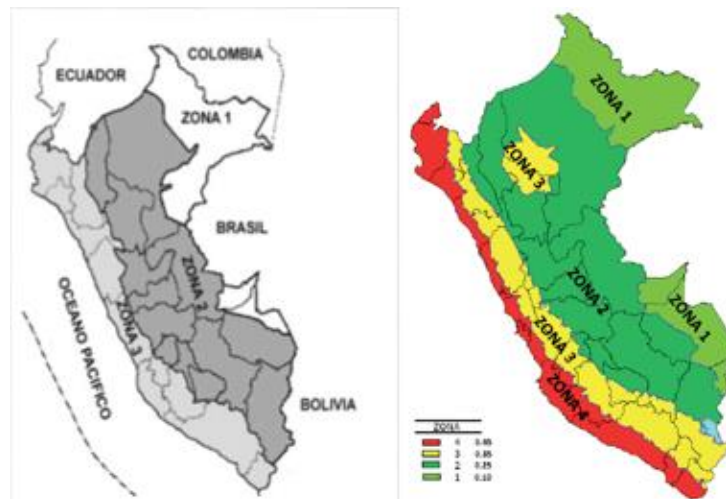 COLOMBIA
ECUADOR
ZONA 1
BRASIL
ZONA 2
ZONA 3
OCEANO PACIFICO
BOLIVIA
ZONA 1
ZONA 3
ZONA 2
ZONA 1
ZONA 3
ZONA 4
ZONA
4 0.45
3 0.35
2 0.25
1 0.10